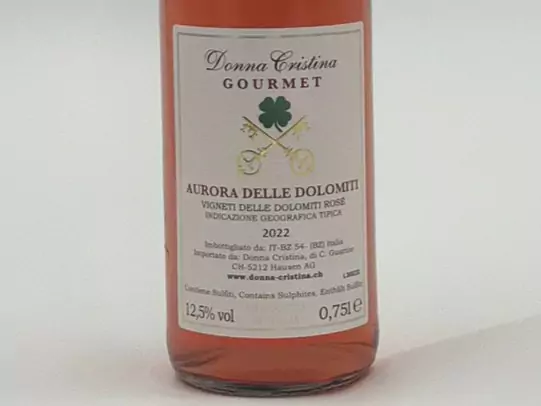 Donna Cristina
GOURMET
AURORA DELLE DOLOMITI
VIGNETI DELLE DOLOMITI ROSÉ
INDICAZIONE GEOGRAFICA TIPICA
2022
Imbottigliato da: IT-BZ 54- (BZ) Italia
Importato da: Donna Cristina, di C.
CH-5212 Hausen AG
www.donna-cristina.ch
Contiene Solfiti, Contains Sulphites, Enthält
12,5% vol 0,75l e